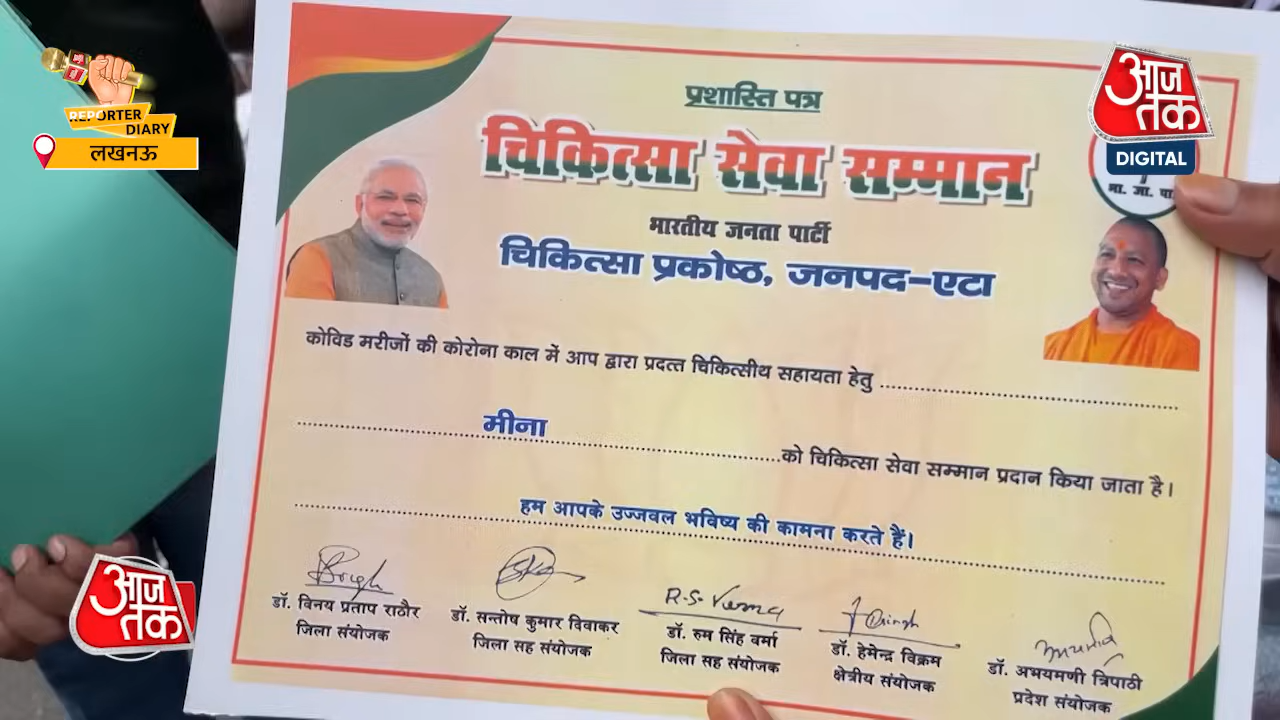 REPORTER
DIARY
लखनऊ
आज
तक
DIGITAL
भा. ज. पा.
प्रशास्ति पत्र
चिकित्सा सेवा सम्मान
भारतीय जनता पार्टी
चिकित्सा प्रकोष्ठ, जनपद-एटा
कोविड मरीजों की कोरोना काल में आप द्वारा प्रदत्त चिकित्सीय सहायता हेतु
मीना
को चिकित्सा सेवा सम्मान प्रदान किया जाता है।
हम आपके उज्जवल भविष्य की कामना करते हैं।
R.S. Verma
डॉ. विनय प्रताप राठौर
जिला संयोजक
डॉ. सन्तोष कुमार दिवाकर
जिला सह संयोजक
डॉ. रुम सिंह वर्मा
जिला सह संयोजक
डॉ. हेमेन्द्र विक्रम
क्षेत्रीय संयोजक
डॉ. अभयमणी त्रिपाठी
प्रदेश संयोजक
आज
तक